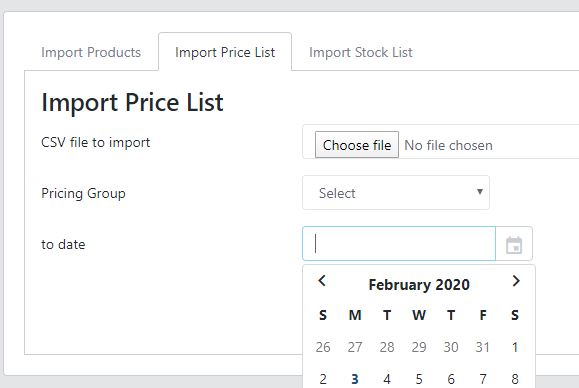 Import Products Import Price List Import Stock List
Import Price List
CSV file to import Choose file No file chosen
Pricing Group Select
to date
February 2020
S M T W T F S
26 27 28 29 30 31 1
2 3 4 5 6 7 8